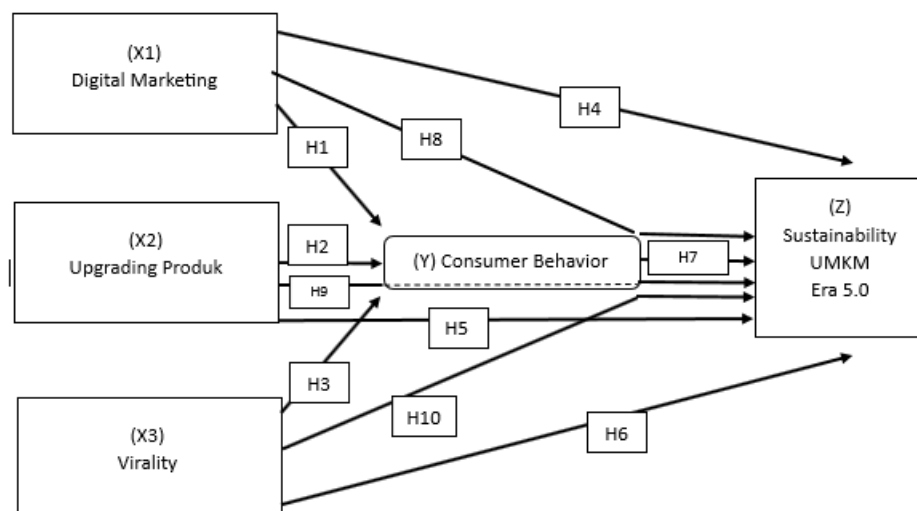 (X1)
Digital Marketing
H4
H8
H1
(X2)
Upgrading Produk
H2
H9
(Y) Consumer Behavior
H7
(Z)
Sustainability
UMKM
Era 5.0
H5
H3
H10
H6
(X3)
Virality